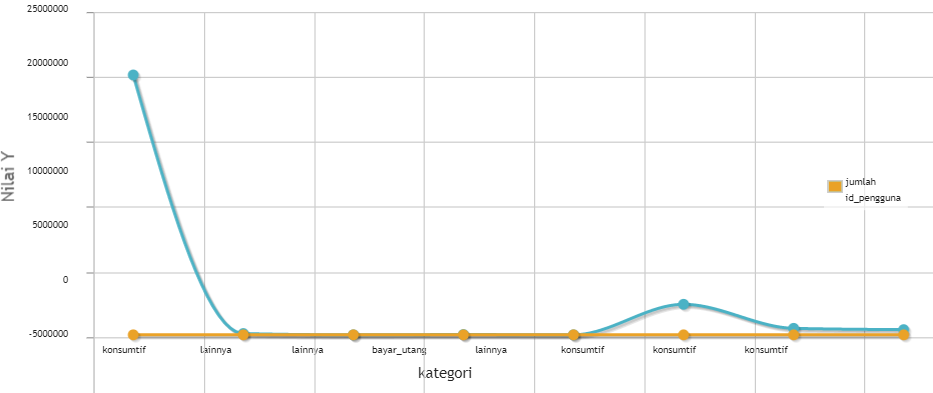 25000000
20000000
15000000
10000000
5000000
0
-5000000
Nilai Y
jumlah
id_pengguna
konsumtif lainnya lainnya bayar_utang lainnya konsumtif konsumtif konsumtif
kategori